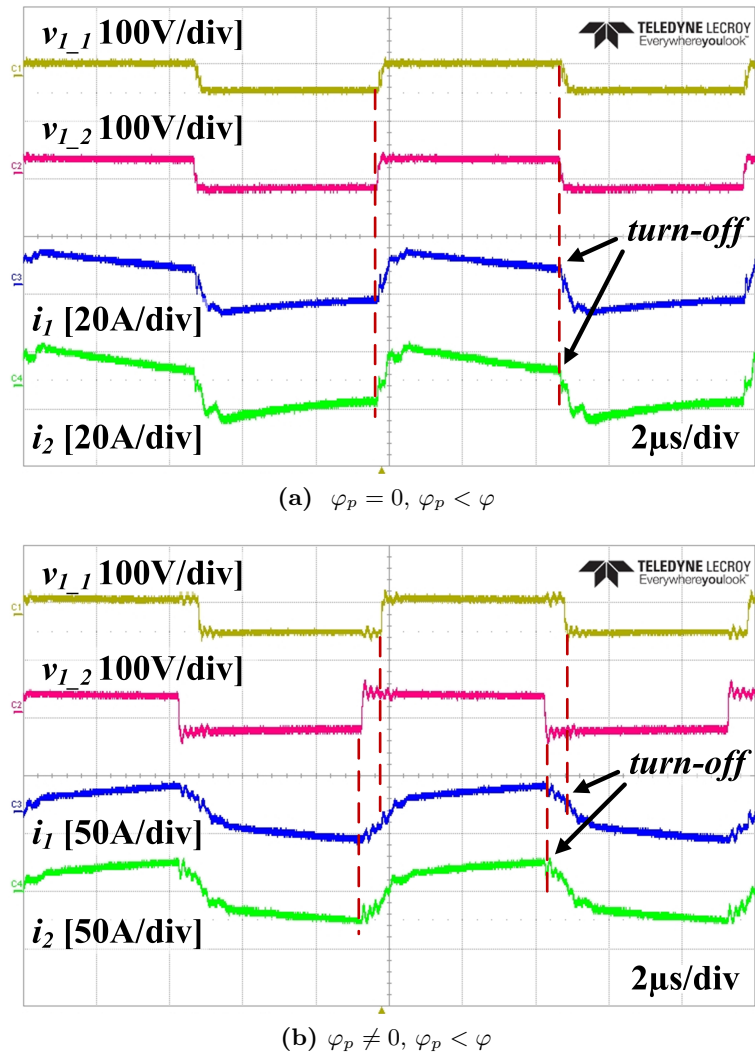 v1_1 100V/div]
TELEDYNE LECROY
Everywhereyoulook™
C1
v1_2 100V/div]
C2
turn-off
C3
i1 [20A/div]
C4
i2 [20A/div]
2μs/div
(a) φp = 0, φp < φ
v1_1 100V/div]
TELEDYNE LECROY
Everywhereyoulook™
C1
v1_2 100V/div]
C2
turn-off
C3
i1 [50A/div]
C4
i2 [50A/div]
2μs/div
(b) φp ≠ 0, φp < φ